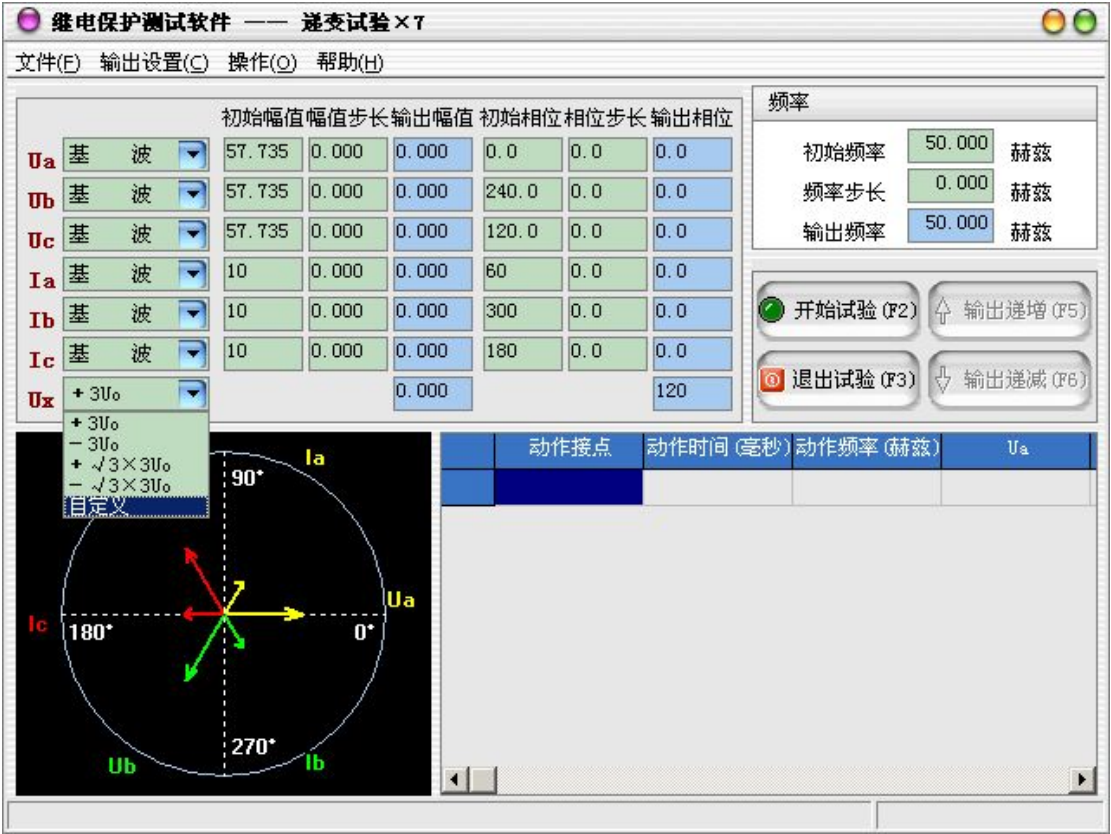 继电保护测试软件 —— 递变试验×7
文件(F) 输出设置(C) 操作(O) 帮助(H)
初始幅值 幅值步长 输出幅值 初始相位 相位步长 输出相位
Ua 基 波 57.735 0.000 0.000 0.0 0.0 0.0
Ub 基 波 57.735 0.000 0.000 240.0 0.0 0.0
Uc 基 波 57.735 0.000 0.000 120.0 0.0 0.0
Ia 基 波 10 0.000 0.000 60 0.0 0.0
Ib 基 波 10 0.000 0.000 300 0.0 0.0
Ic 基 波 10 0.000 0.000 180 0.0 0.0
Ux +3U₀ 0.000 120
+3U₀
-3U₀
+√3×3U₀
-√3×3U₀
自定义
频率
初始频率 50.000 赫兹
频率步长 0.000 赫兹
输出频率 50.000 赫兹
开始试验(F2) 输出递增(F5)
退出试验(F3) 输出递减(F6)
Ia
90°
Ua
Ic
180° 0°
270°
Ub Ib
动作接点 动作时间(毫秒) 动作频率(赫兹) Ua